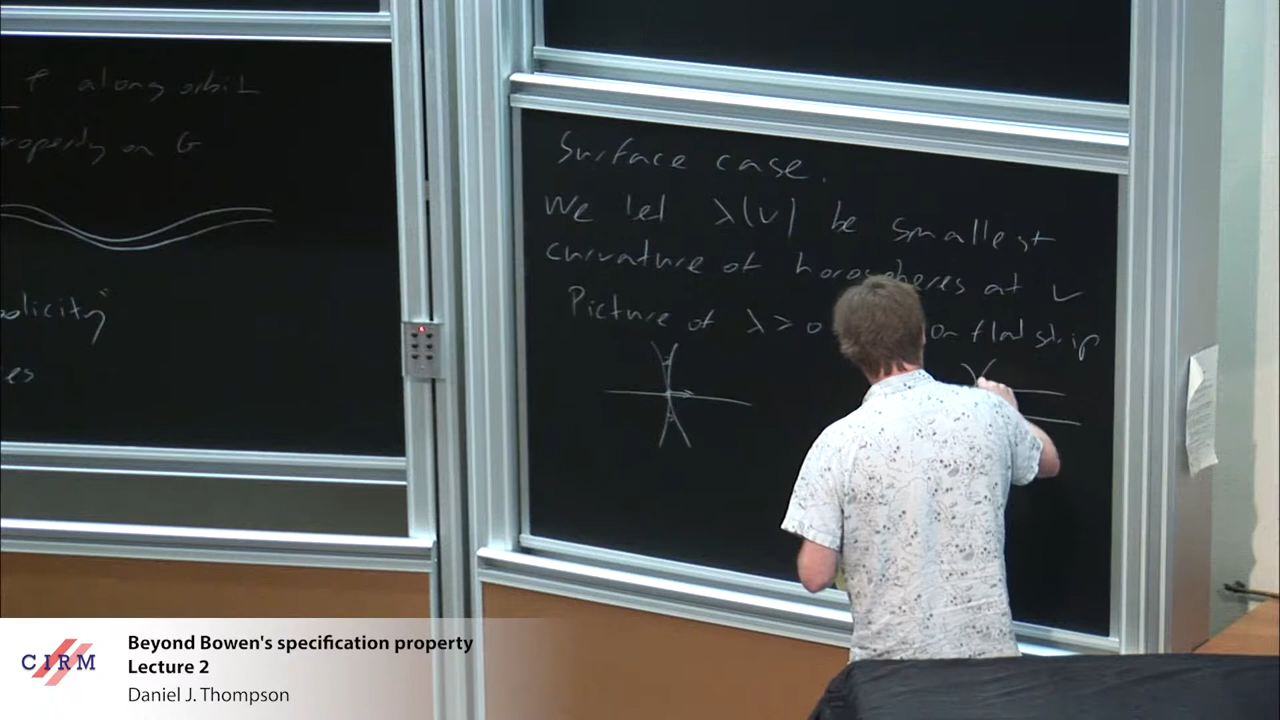 f along orbit
property on G
olicity"
es
Surface case.
We let λ(v) be smallest
curvature of horospheres at v
Picture of λ>0 on flat strip
CIRM
Beyond Bowen's specification property
Lecture 2
Daniel J. Thompson